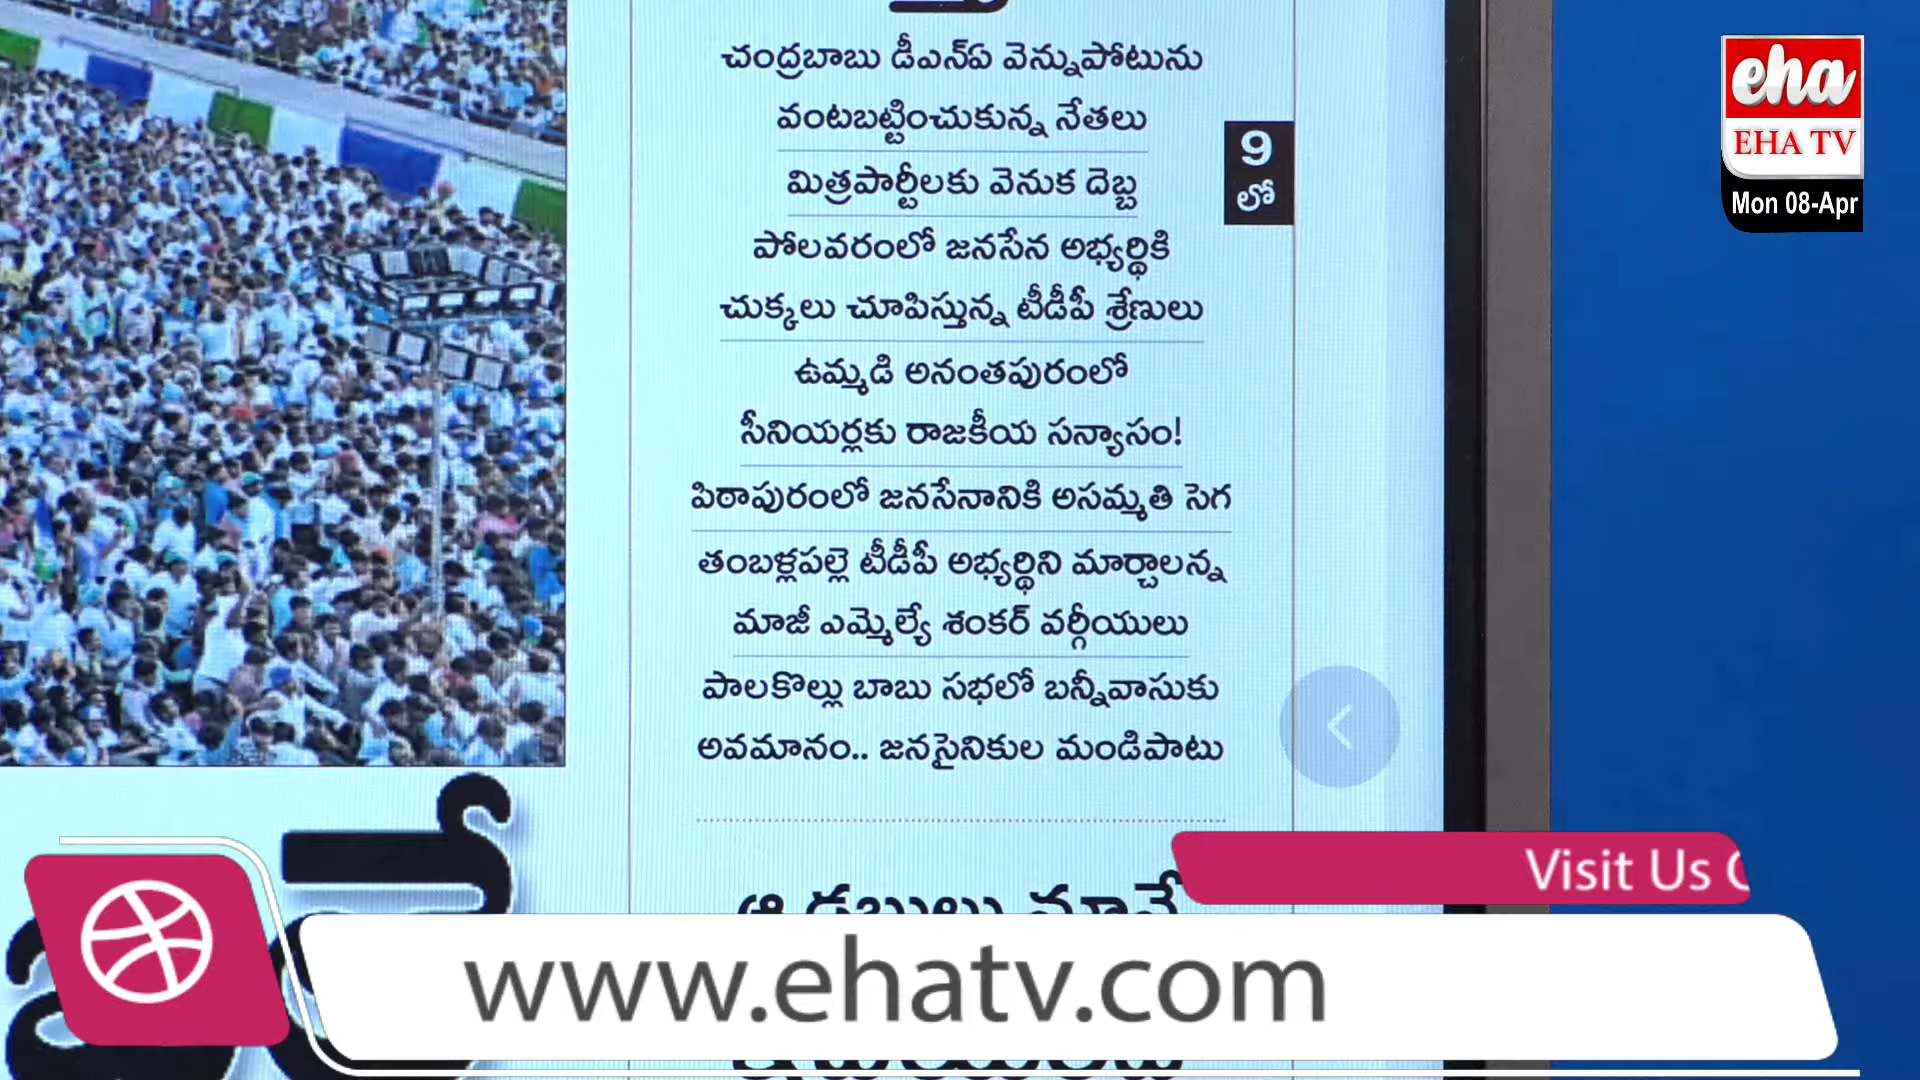 చంద్రబాబు డీఎన్ఏ వెన్నుపోటును
వంటబట్టించుకున్న నేతలు
మిత్రపార్టీలకు వెనుక దెబ్బ
పోలవరంలో జనసేన అభ్యర్థికి
చుక్కలు చూపిస్తున్న టీడీపీ శ్రేణులు
ఉమ్మడి అనంతపురంలో
సీనియర్లకు రాజకీయ సన్యాసం!
పిఠాపురంలో జనసేనానికి అసమ్మతి సెగ
తంబళ్లపల్లె టీడీపీ అభ్యర్థిని మార్చాలన్న
మాజీ ఎమ్మెల్యే శంకర్ వర్గీయులు
పాలకొల్లు బాబు సభలో బన్నీవాసుకు
అవమానం.. జనసైనికుల మండిపాటు
9
లో
eha
EHA TV
Mon 08-Apr
Visit Us
www.ehatv.com